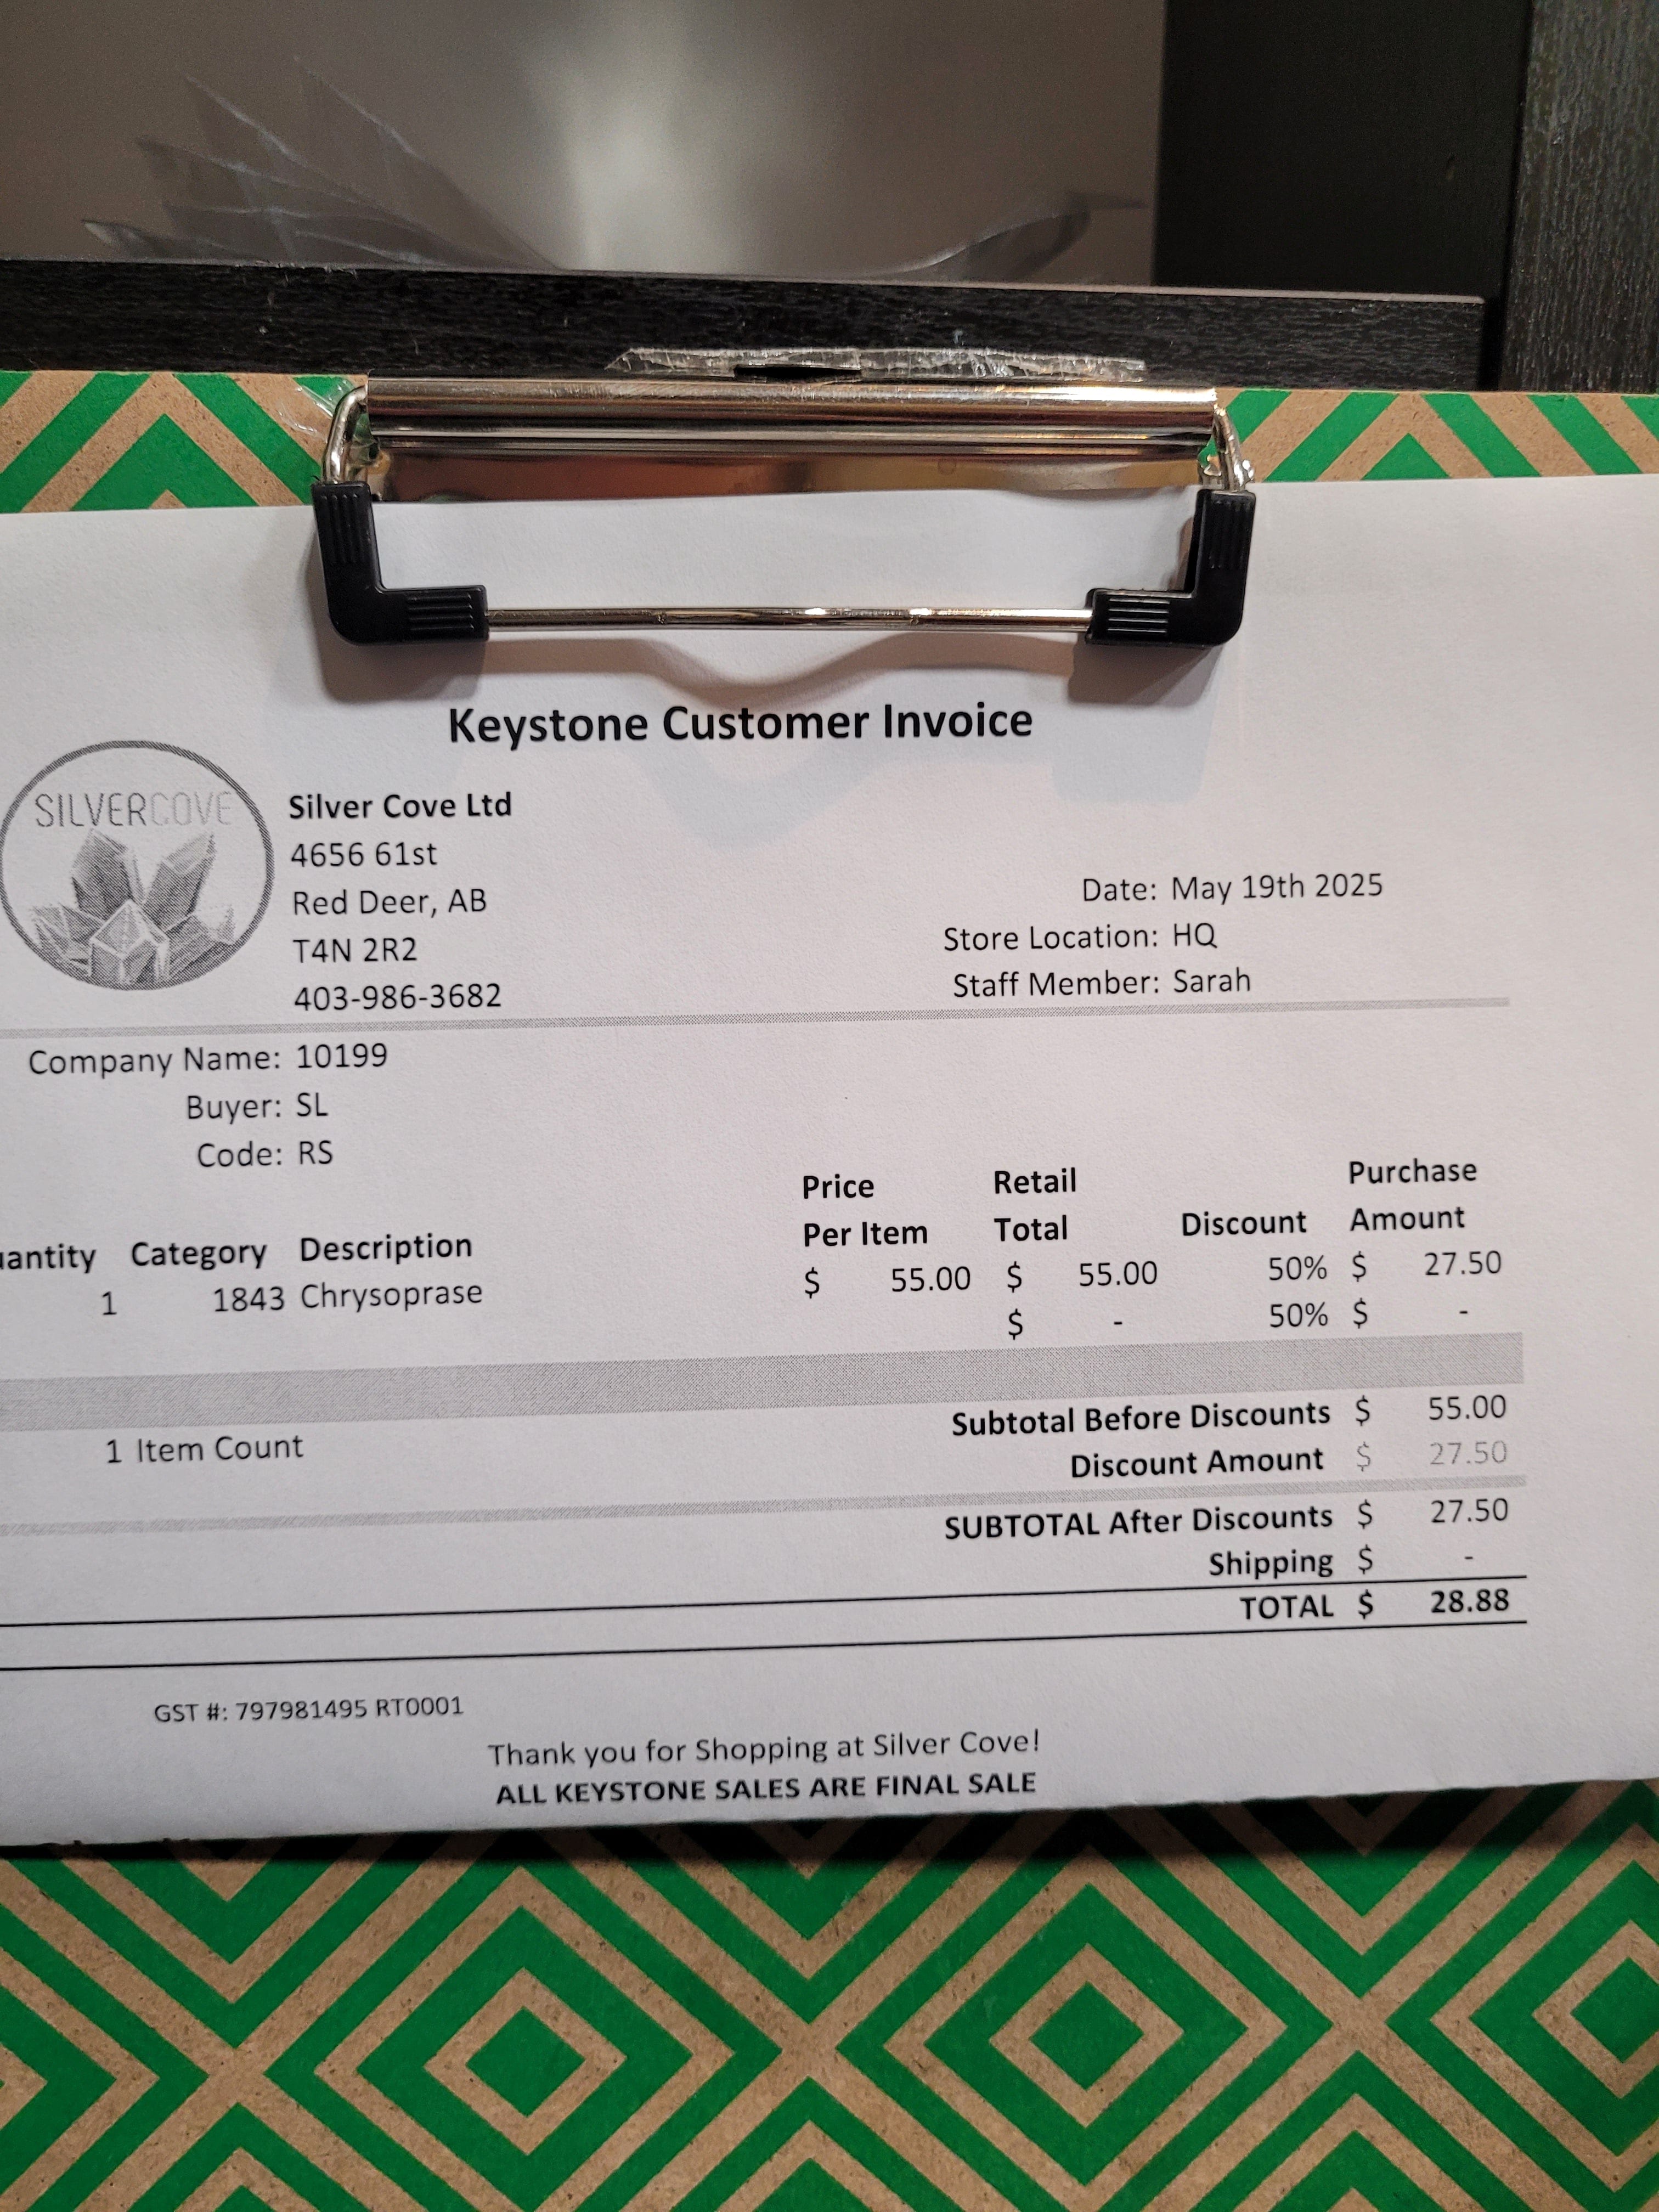 Keystone Customer Invoice
SILVERCOVE
Silver Cove Ltd
4656 61st
Red Deer, AB
T4N 2R2
403-986-3682
Date: May 19th 2025
Store Location: HQ
Staff Member: Sarah
Company Name: 10199
Buyer: SL
Code: RS
Price Retail Purchase
Category Description Per Item Total Discount Amount
1 1843 Chrysoprase $ 55.00 $ 55.00 50% $ 27.50
$ - 50% $ -
Subtotal Before Discounts $ 55.00
1 Item Count Discount Amount $ 27.50
SUBTOTAL After Discounts $ 27.50
Shipping $ -
TOTAL $ 28.88
GST #: 797981495 RT0001
Thank you for Shopping at Silver Cove!
ALL KEYSTONE SALES ARE FINAL SALE